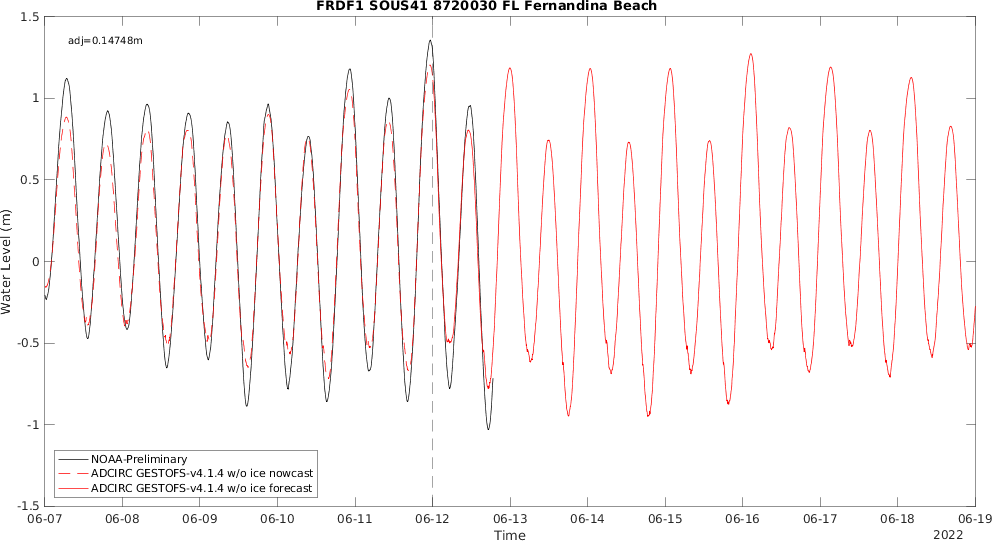 FRDF1 SOUS41 8720030 FL Fernandina Beach
adj=0.14748m
Water Level (m)
1.5
1
0.5
0
-0.5
-1
-1.5
NOAA-Preliminary
ADCIRC GESTOFS-v4.1.4 w/o ice nowcast
ADCIRC GESTOFS-v4.1.4 w/o ice forecast
06-07 06-08 06-09 06-10 06-11 06-12 06-13 06-14 06-15 06-16 06-17 06-18 06-19
Time
2022